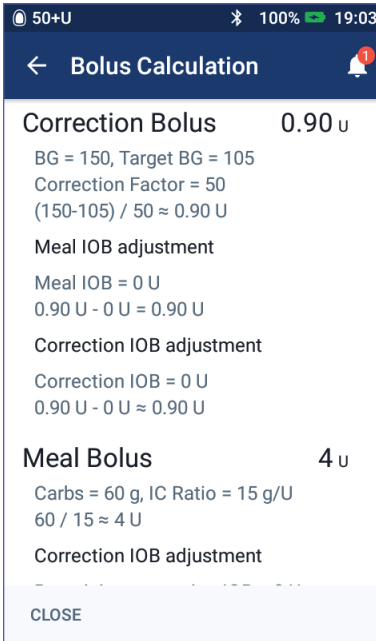 50+U 100% 19:03
Bolus Calculation 1
Correction Bolus 0.90 U
BG = 150, Target BG = 105
Correction Factor = 50
(150-105) / 50 ≈ 0.90 U
Meal IOB adjustment
Meal IOB = 0 U
0.90 U - 0 U = 0.90 U
Correction IOB adjustment
Correction IOB = 0 U
0.90 U - 0 U ≈ 0.90 U
Meal Bolus 4 U
Carbs = 60 g, IC Ratio = 15 g/U
60 / 15 ≈ 4 U
Correction IOB adjustment
CLOSE